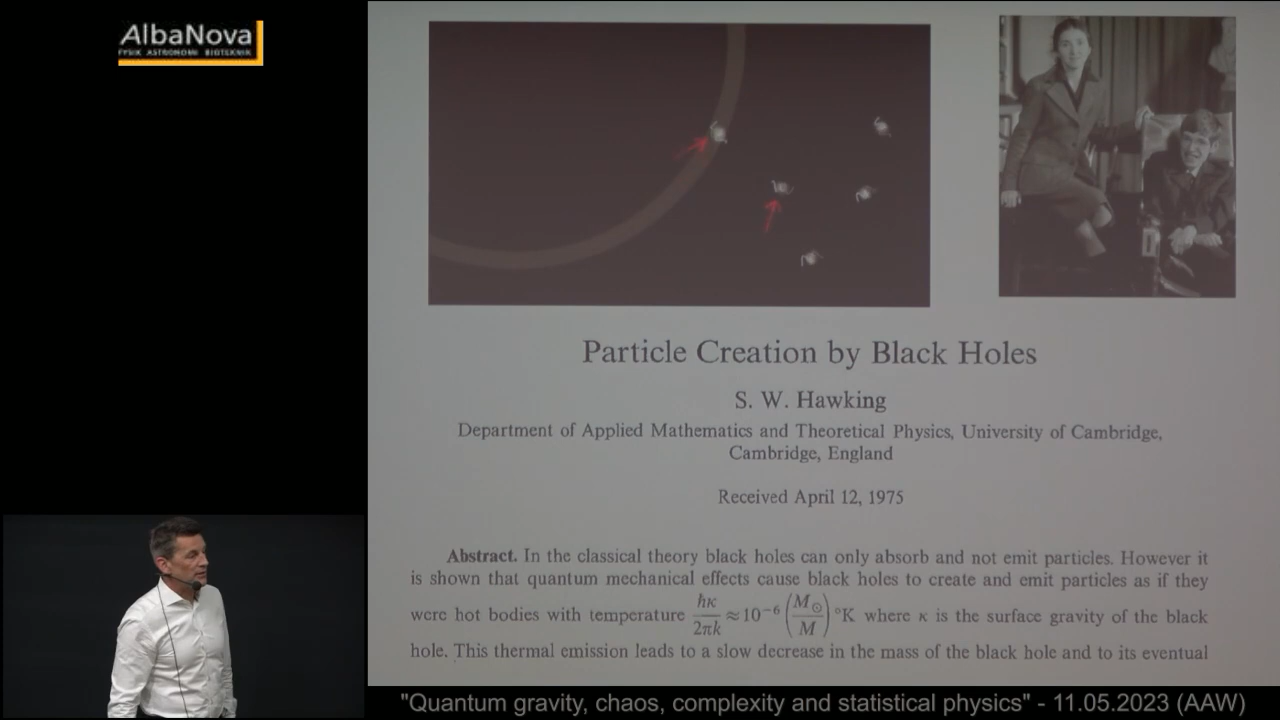 AlbaNova
FYSIK ASTRONOMI BIOTEKNIK
Particle Creation by Black Holes
S. W. Hawking
Department of Applied Mathematics and Theoretical Physics, University of Cambridge,
Cambridge, England
Received April 12, 1975
Abstract. In the classical theory black holes can only absorb and not emit particles. However it
is shown that quantum mechanical effects cause black holes to create and emit particles as if they
were hot bodies with temperature ħκ/2πk ≈ 10⁻⁶ (M☉/M) °K where κ is the surface gravity of the black
hole. This thermal emission leads to a slow decrease in the mass of the black hole and to its eventual
"Quantum gravity, chaos, complexity and statistical physics" - 11.05.2023 (AAW)